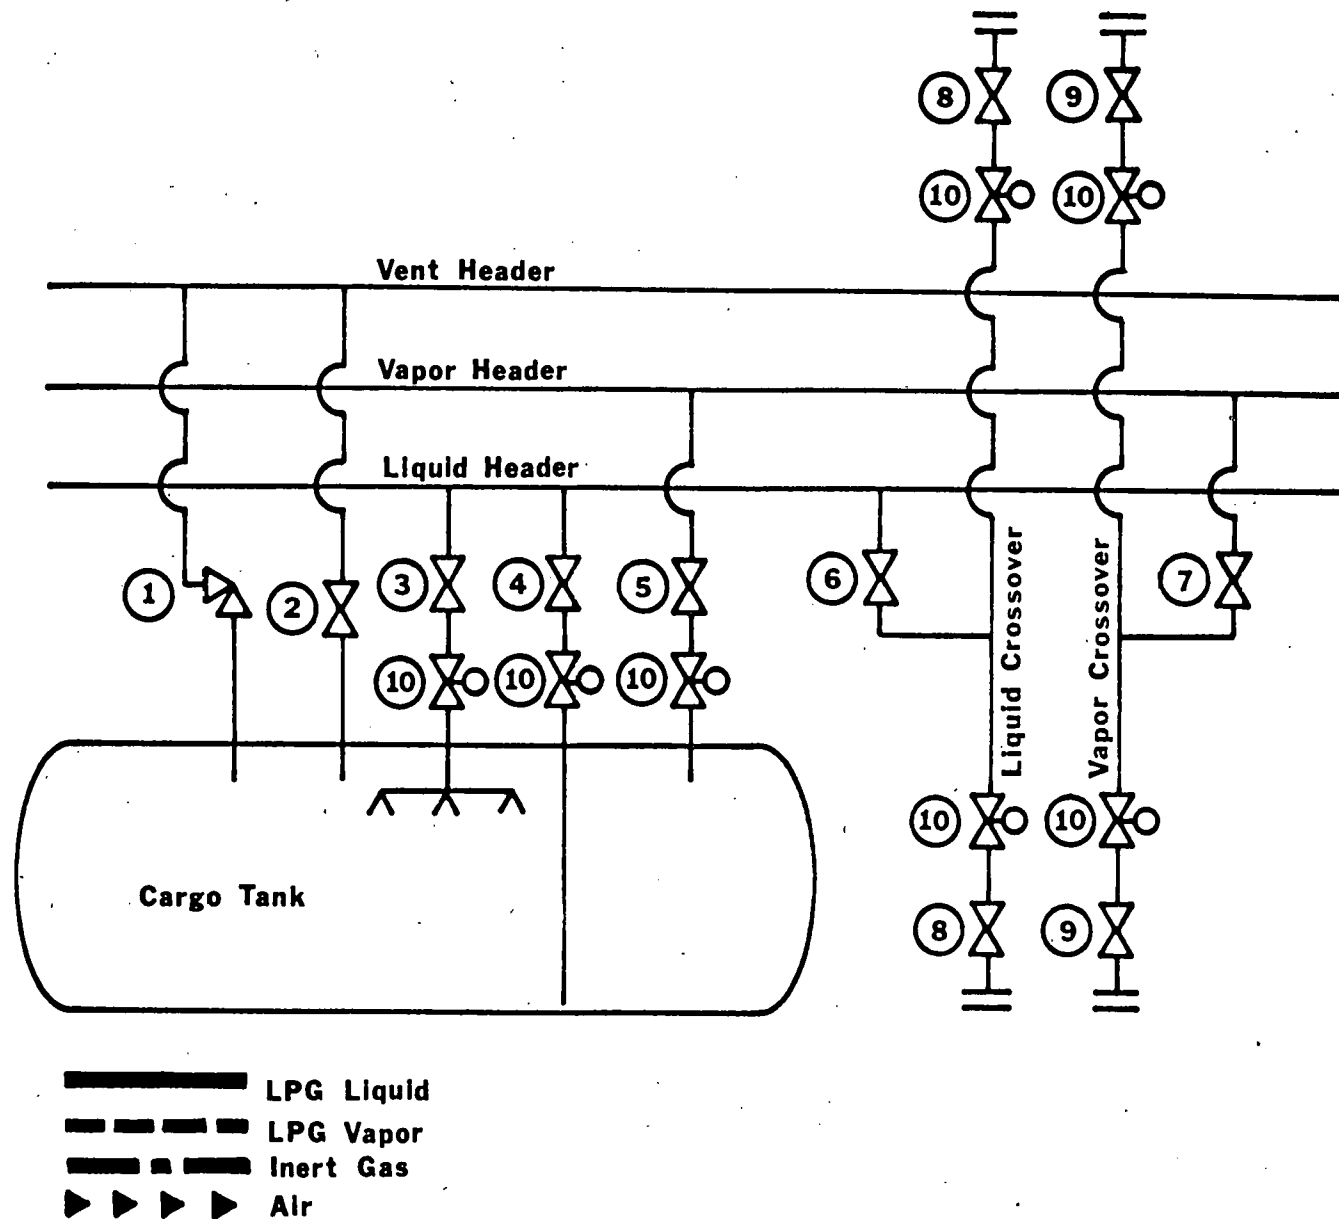 8
9
10
10
Vent Header
Vapor Header
Liquid Header
1
2
3
4
5
6
7
10
10
10
Liquid Crossover
Vapor Crossover
10
10
Cargo Tank
8
9
LPG Liquid
LPG Vapor
Inert Gas
Air